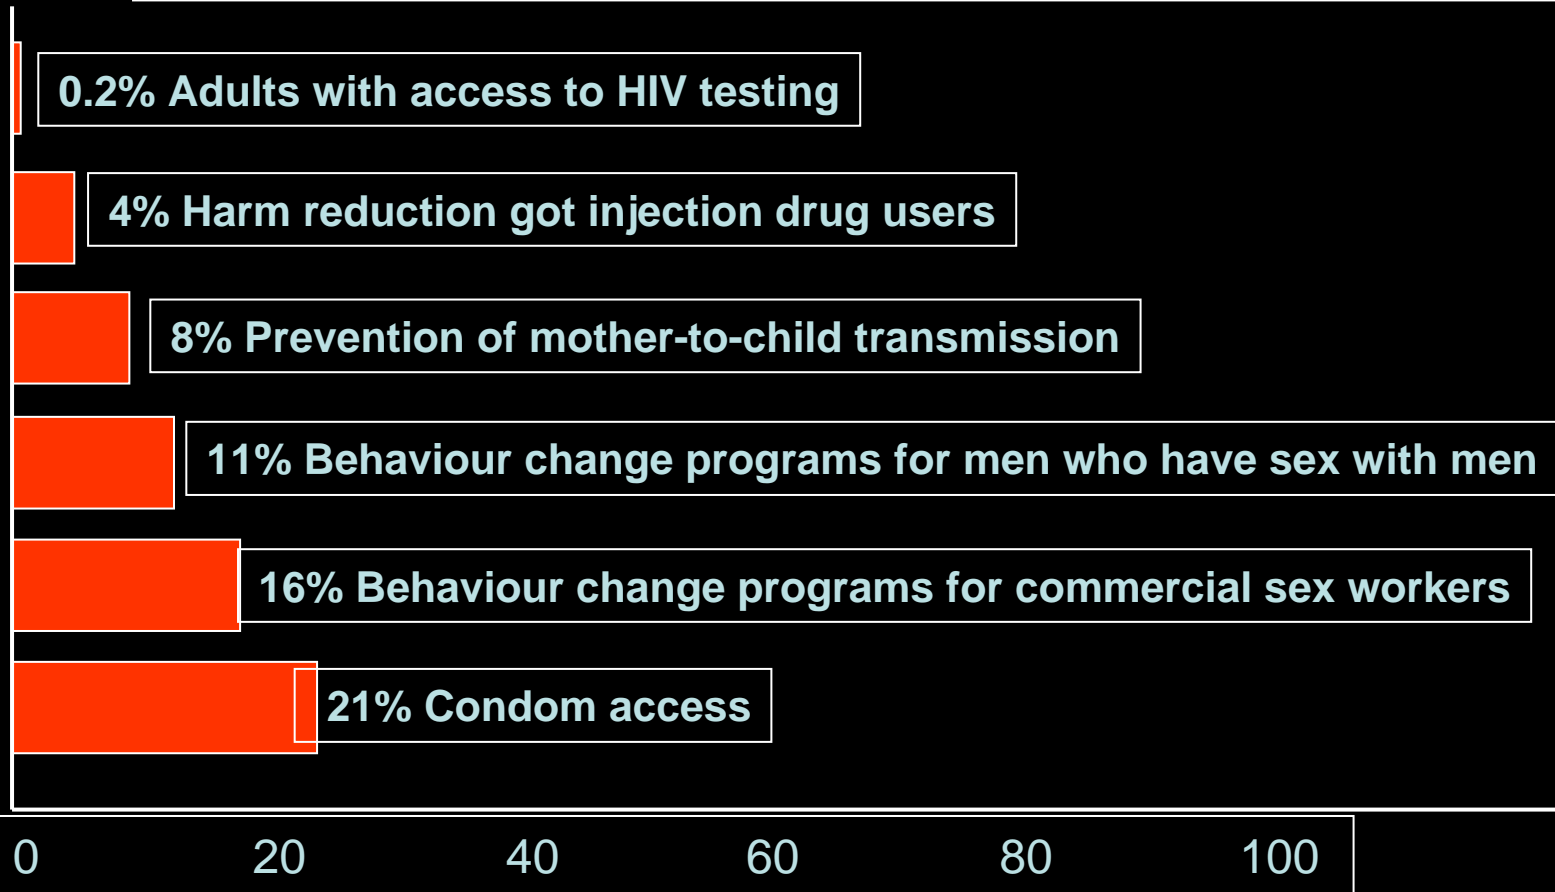 0.2% Adults with access to HIV testing
4% Harm reduction got injection drug users
8% Prevention of mother-to-child transmission
11% Behaviour change programs for men who have sex with men
16% Behaviour change programs for commercial sex workers
21% Condom access
0 20 40 60 80 100